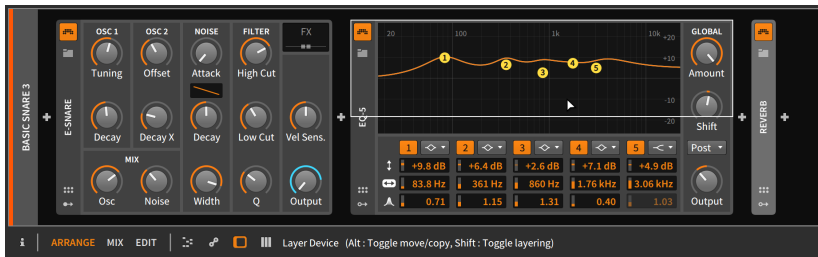 BASIC SNARE 3
E-SNARE
OSC 1 OSC 2 NOISE FILTER FX
Tuning Offset Attack High Cut
Decay Decay X Decay Low Cut Vel Sens.
MIX
Osc Noise Width Q Output
EQ-5
20 100 1k 10k +20
+10
-10
-20
1 2 3 4 5
1 2 3 4 5
+9.8 dB +6.4 dB +2.6 dB +7.1 dB +4.9 dB
83.8 Hz 361 Hz 860 Hz 1.76 kHz 3.06 kHz
0.71 1.15 1.31 0.40 1.03
GLOBAL
Amount
Shift
Post
Output
REVERB
i ARRANGE MIX EDIT Layer Device (Alt : Toggle move/copy, Shift : Toggle layering)